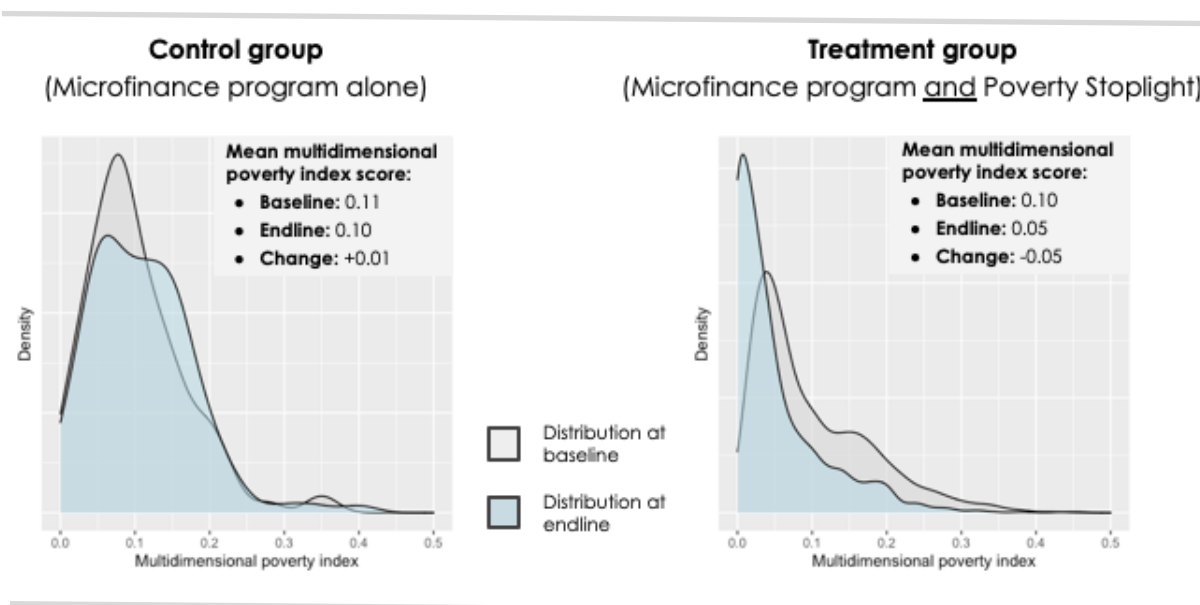 Control group
(Microfinance program alone)
Treatment group
(Microfinance program and Poverty Stoplight)
Mean multidimensional
poverty index score:
• Baseline: 0.11
• Endline: 0.10
• Change: +0.01
Density
0.0 0.1 0.2 0.3 0.4 0.5
Multidimensional poverty index
Distribution at
baseline
Distribution at
endline
Mean multidimensional
poverty index score:
• Baseline: 0.10
• Endline: 0.05
• Change: -0.05
Density
0.0 0.1 0.2 0.3 0.4 0.5
Multidimensional poverty index